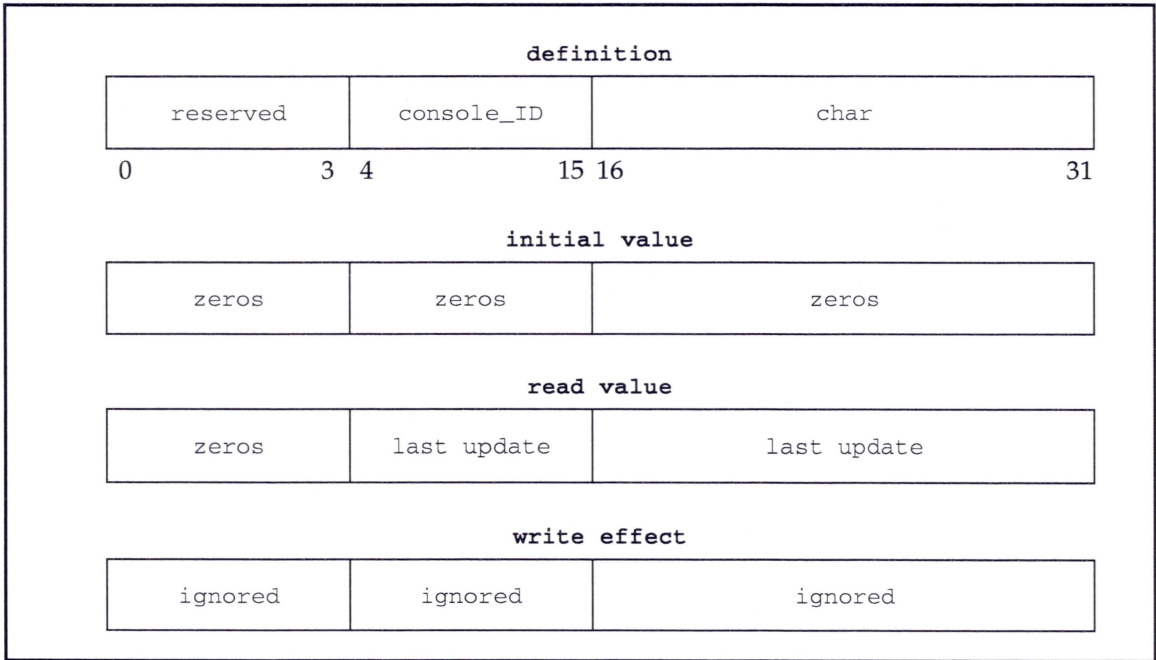 definition
reserved console_ID char
0 3 4 15 16 31
initial value
zeros zeros zeros
read value
zeros last update last update
write effect
ignored ignored ignored